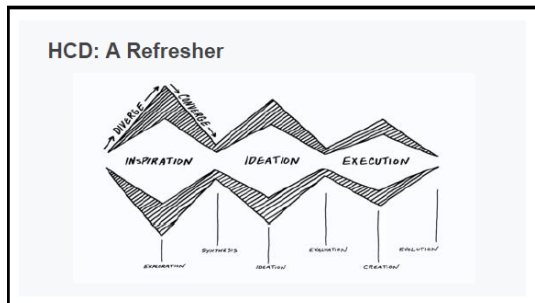 HCD: A Refresher
DIVERGE
CONVERGE
INSPIRATION
IDEATION
EXECUTION
EXPLORATION
SYNTHESIS
IDEATION
EVALUATION
CREATION
EVOLUTION